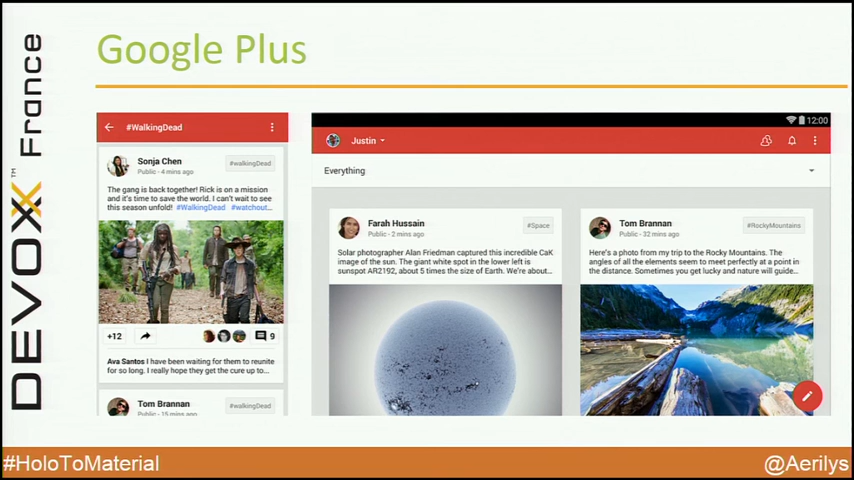 Google Plus
DEVOXX™ France
#WalkingDead
Sonja Chen
Public - 4 mins ago
#walkingDead
The gang is back together! Rick is on a mission
and it's time to save the world. I can't wait to see
this season unfold! #WalkingDead #watchout...
+12
9
Ava Santos I have been waiting for them to reunite
for so long. I really hope they get the cure up to...
Tom Brannan
Public - 15 mins ago
#walkingDead
12:00
Justin
Everything
Farah Hussain
Public - 2 mins ago
#Space
Solar photographer Alan Friedman captured this incredible CaK
image of the sun. The giant white spot in the lower left is
sunspot AR2192, about 5 times the size of Earth. We're about...
Tom Brannan
Public - 32 mins ago
#RockyMountains
Here's a photo from my trip to the Rocky Mountains. The
angles of all the elements seem to meet perfectly at a point in
the distance. Sometimes you get lucky and nature will guide...
#HoloToMaterial
@Aerilys